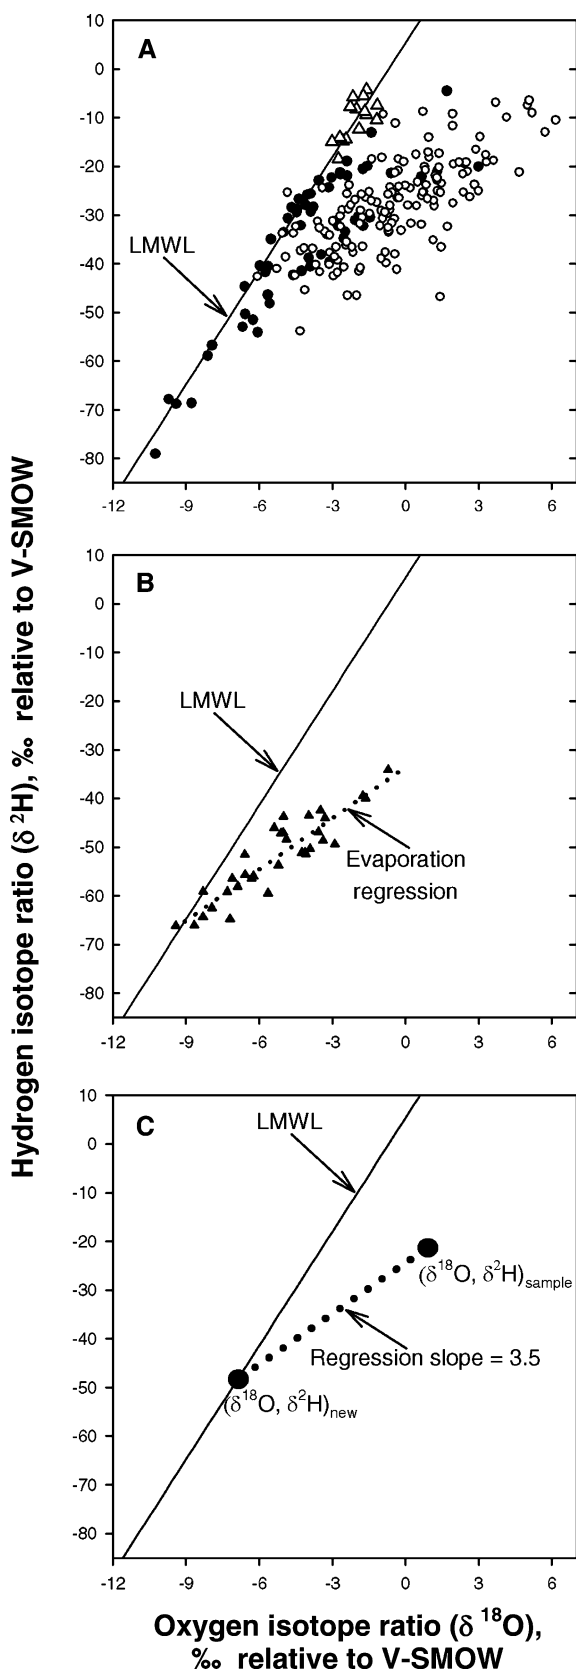 Hydrogen isotope ratio (δ ²H), ‰ relative to V-SMOW
10
A
0
-10
-20
-30
LMWL
-40
-50
-60
-70
-80
-12 -9 -6 -3 0 3 6
10
B
0
-10
LMWL
-20
-30
-40
-50
Evaporation
regression
-60
-70
-80
-12 -9 -6 -3 0 3 6
10
C
LMWL
0
-10
-20
(δ¹⁸O, δ²H)sample
-30
Regression slope = 3.5
-40
-50
(δ¹⁸O, δ²H)new
-60
-70
-80
-12 -9 -6 -3 0 3 6
Oxygen isotope ratio (δ ¹⁸O),
‰ relative to V-SMOW